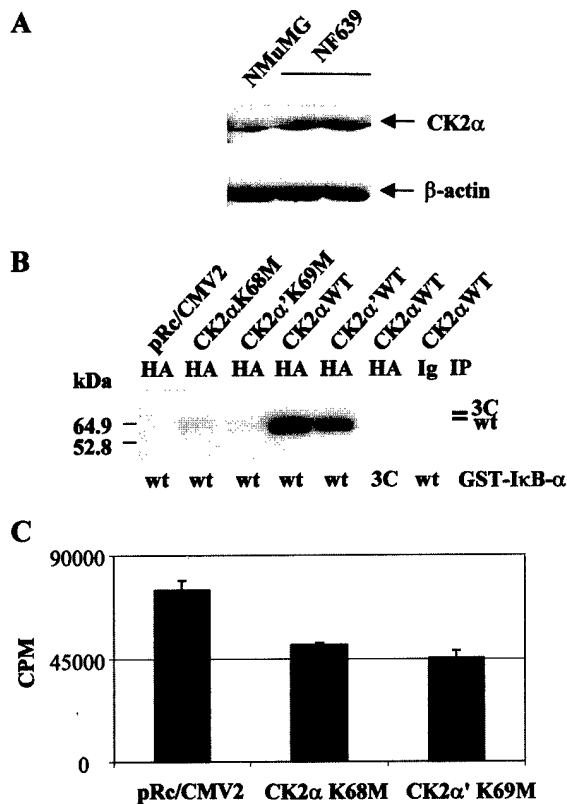 A
NMuMG
NF639
CK2α
β-actin
B
pRc/CMV2
CK2αK68M
CK2α'K69M
CK2αWT
CK2α'WT
CK2αWT
CK2αWT
HA HA HA HA HA HA Ig IP
kDa
64.9
52.8
3C
wt
wt wt wt wt wt 3C wt GST-IκB-α
C
90000
45000
0
CPM
pRc/CMV2 CK2α K68M CK2α' K69M